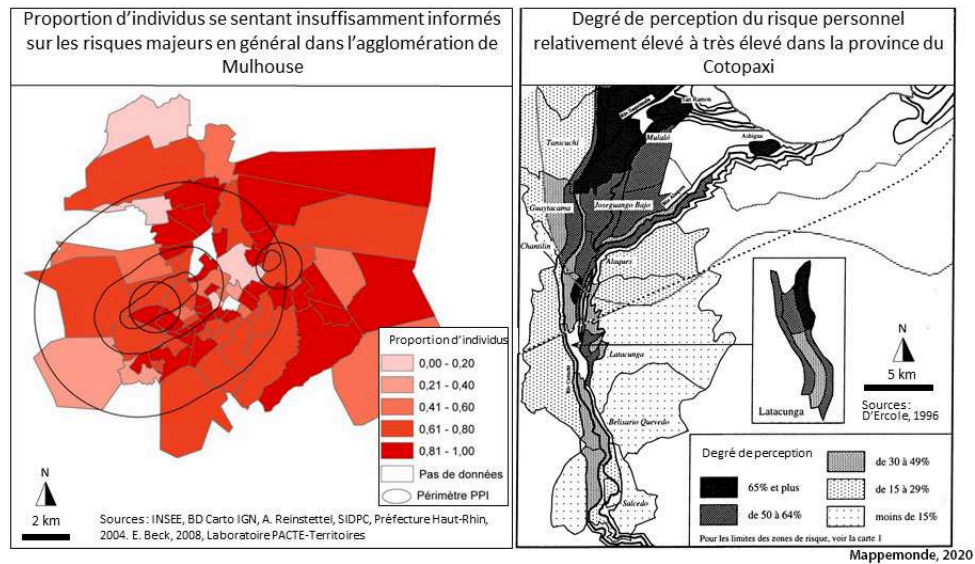 Proportion d'individus se sentant insuffisamment informés
sur les risques majeurs en général dans l'agglomération de
Mulhouse
Proportion d'individus
0,00 - 0,20
0,21 - 0,40
0,41 - 0,60
0,61 - 0,80
0,81 - 1,00
Pas de données
Périmètre PPI
N
2 km
Sources : INSEE, BD Carto IGN, A. Reinstettel, SIDPC, Préfecture Haut-Rhin,
2004. E. Beck, 2008, Laboratoire PACTE-Territoires
Degré de perception du risque personnel
relativement élevé à très élevé dans la province du
Cotopaxi
San Ramon
Mulaló
Ashigua
Tanicuchi
Guaytacama
Joseguango Bajo
Chantilin
Alaques
Latacunga
Belisario Quevedo
Salcedo
Latacunga
N
5 km
Sources :
D'Ercole, 1996
Degré de perception
65% et plus
de 50 à 64%
de 30 à 49%
de 15 à 29%
moins de 15%
Pour les limites des zones de risque, voir la carte 1
Mappemonde, 2020